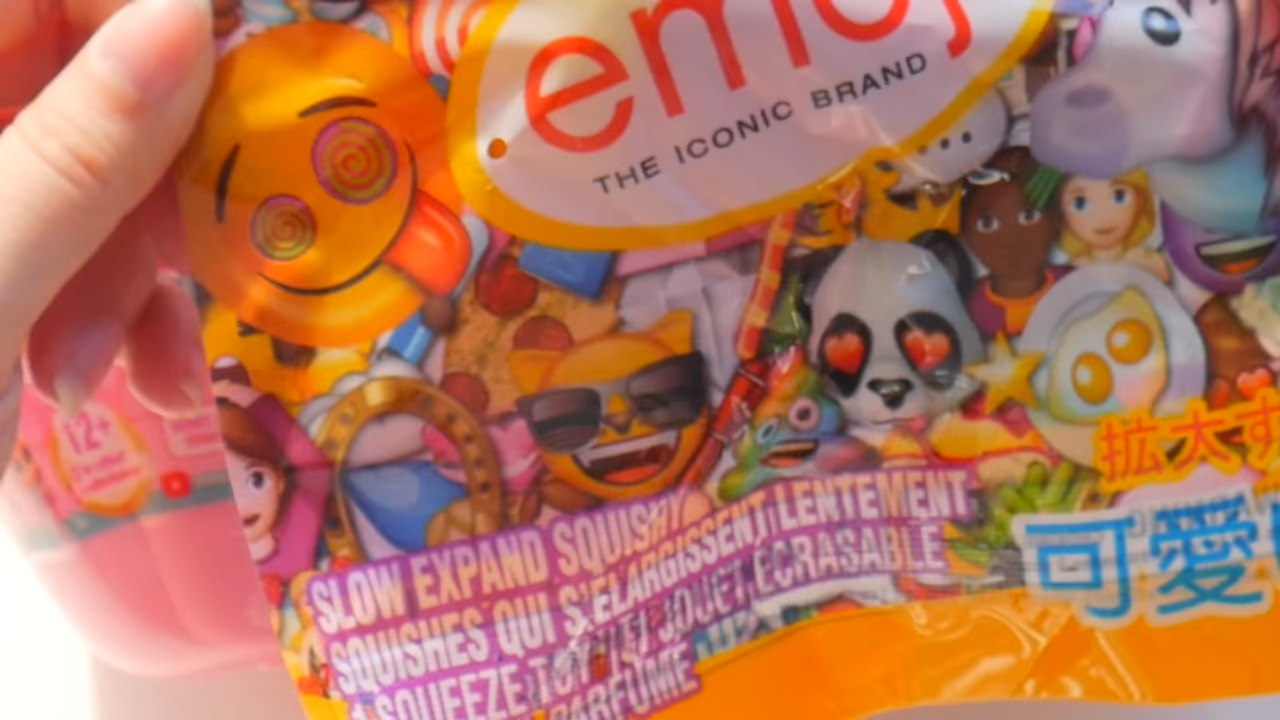 emoj
THE ICONIC BRAND
12+
拡大す
可愛
SLOW EXPAND SQUISHY
SQUISHES QUI S'ÉLARGISSENT LENTEMENT
SQUEEZE TOY JOUET ÉCRASABLE
PARFUMÉ